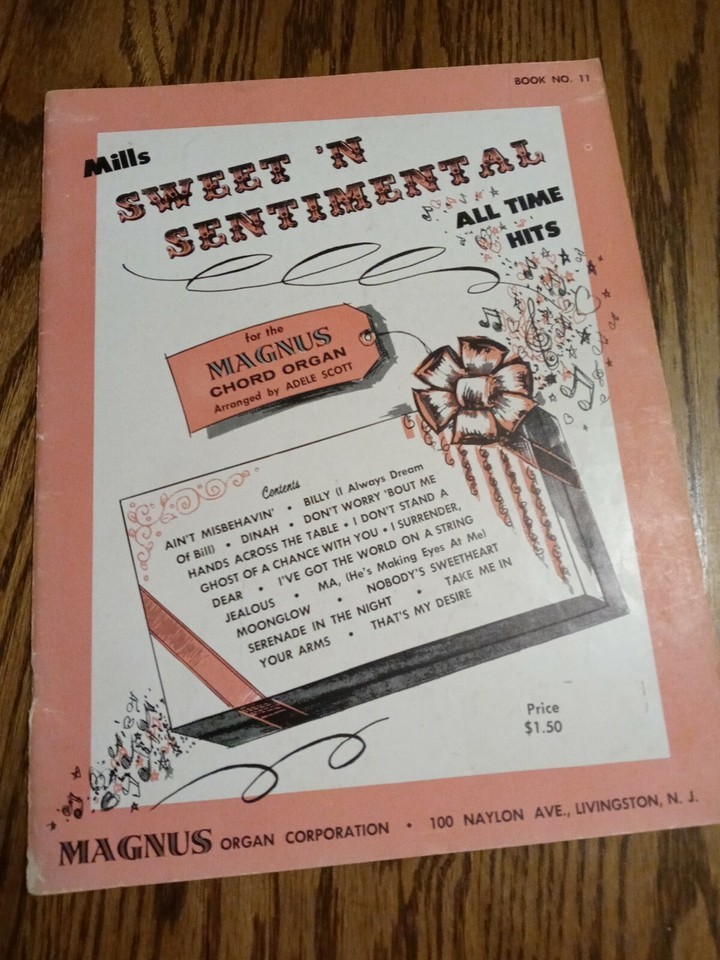 BOOK NO. 11
Mills
SWEET 'N
SENTIMENTAL
ALL TIME
HITS
for the
MAGNUS
CHORD ORGAN
Arranged by ADELE SCOTT
Contents
AIN'T MISBEHAVIN' • BILLY (I Always Dream
Of Bill) • DINAH • DON'T WORRY 'BOUT ME
HANDS ACROSS THE TABLE • I DON'T STAND A
GHOST OF A CHANCE WITH YOU • I SURRENDER,
DEAR • I'VE GOT THE WORLD ON A STRING
JEALOUS • MA, (He's Making Eyes At Me)
MOONGLOW • NOBODY'S SWEETHEART
SERENADE IN THE NIGHT • TAKE ME IN
YOUR ARMS • THAT'S MY DESIRE
Price
$1.50
MAGNUS ORGAN CORPORATION • 100 NAYLON AVE., LIVINGSTON, N. J.